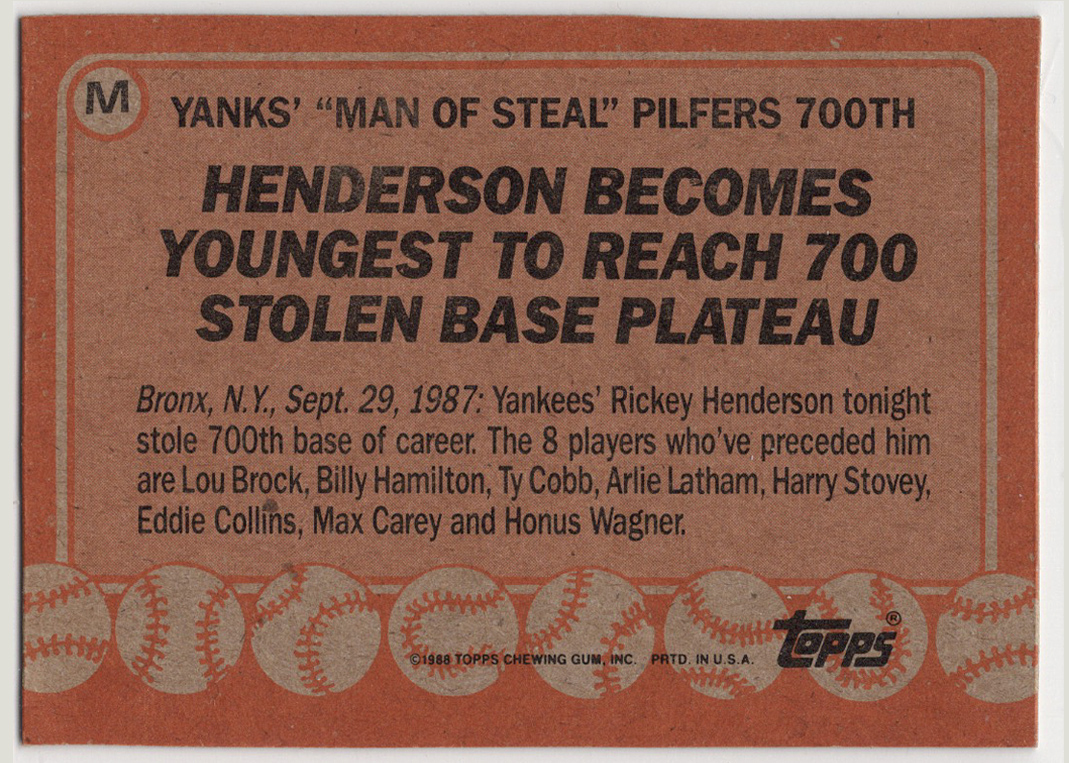 M
YANKS' “MAN OF STEAL” PILFERS 700TH
HENDERSON BECOMES
YOUNGEST TO REACH 700
STOLEN BASE PLATEAU
Bronx, N.Y., Sept. 29, 1987: Yankees' Rickey Henderson tonight
stole 700th base of career. The 8 players who've preceded him
are Lou Brock, Billy Hamilton, Ty Cobb, Arlie Latham, Harry Stovey,
Eddie Collins, Max Carey and Honus Wagner.
topps®
©1988 TOPPS CHEWING GUM, INC. PRTD. IN U.S.A.